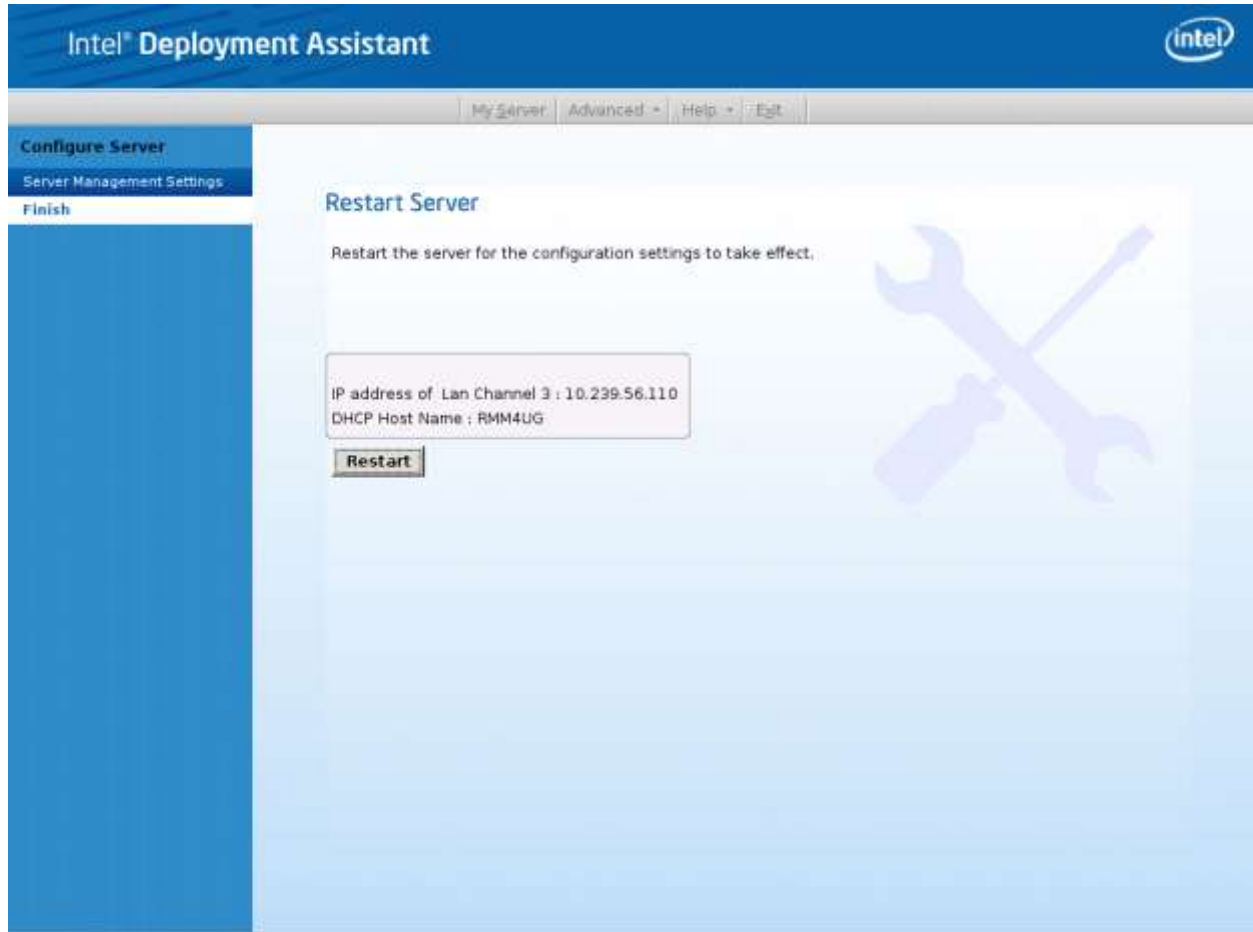 Intel® Deployment Assistant
intel
My Server
Advanced
Help
Exit
Configure Server
Server Management Settings
Finish
Restart Server
Restart the server for the configuration settings to take effect.
IP address of Lan Channel 3 : 10.239.56.110
DHCP Host Name : RMM4UG
Restart